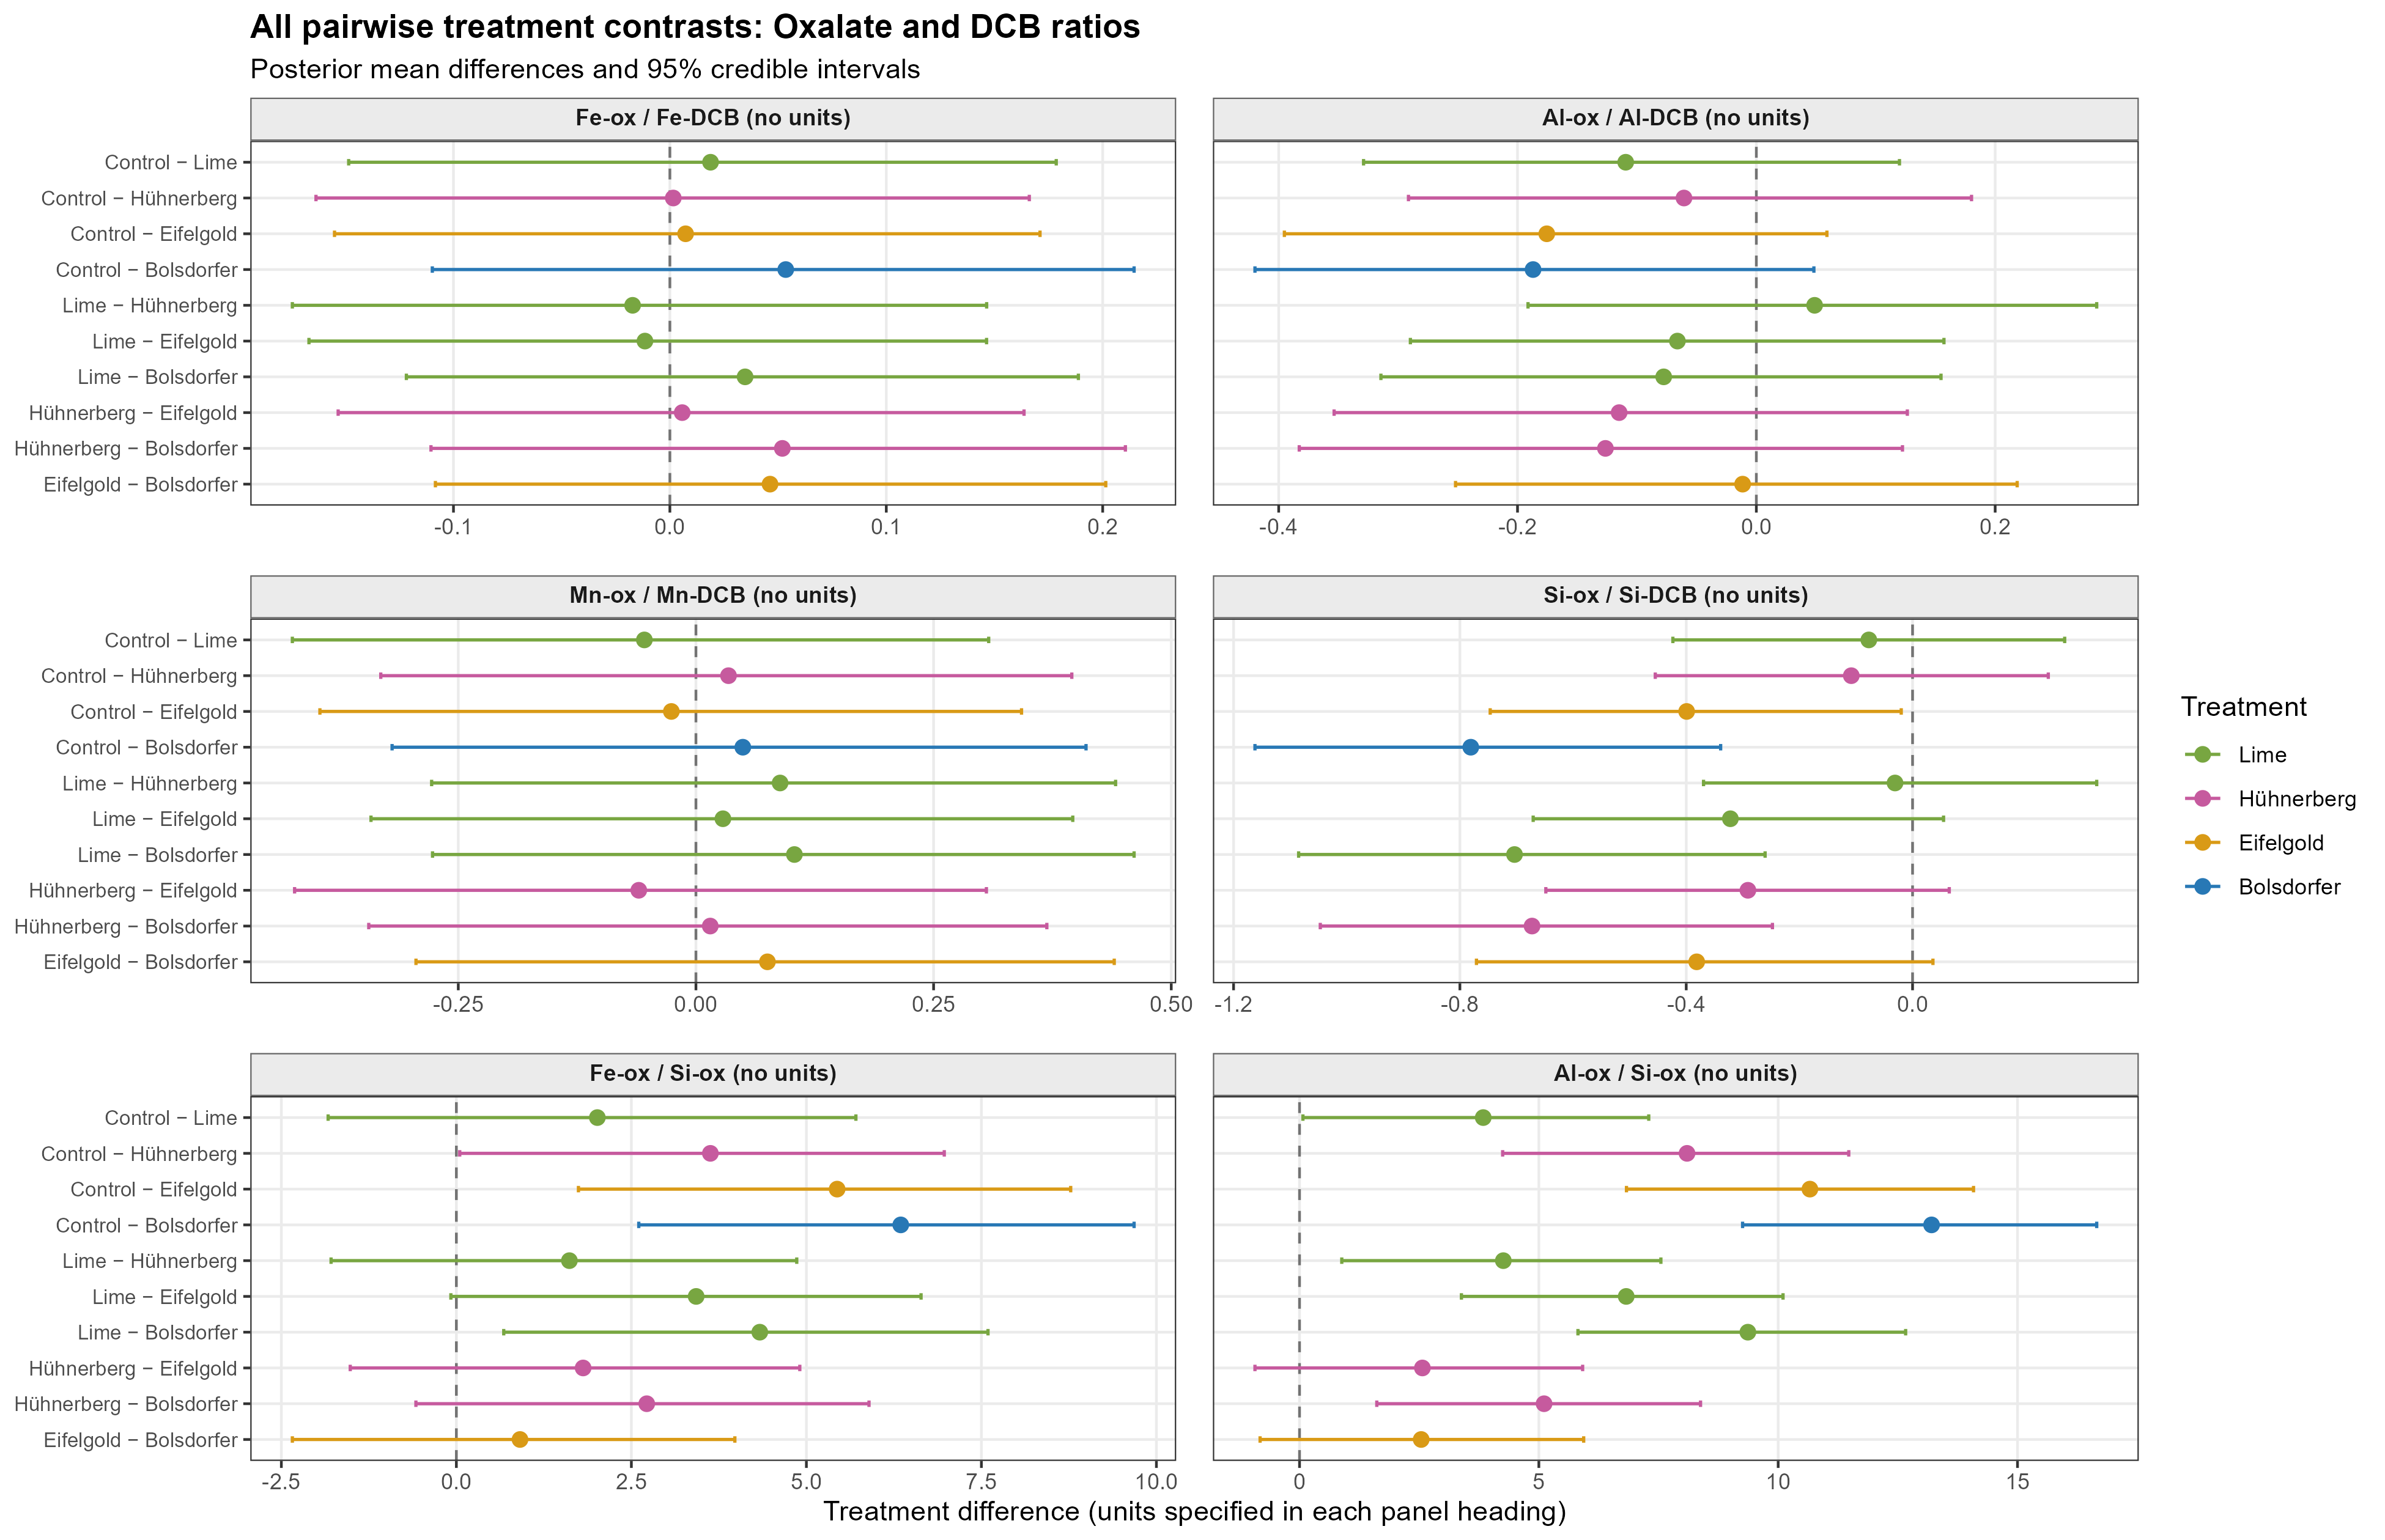 All pairwise treatment contrasts: Oxalate and DCB ratios
Posterior mean differences and 95% credible intervals
Fe-ox / Fe-DCB (no units)
Control − Lime
Control − Hühnerberg
Control − Eifelgold
Control − Bolsdorfer
Lime − Hühnerberg
Lime − Eifelgold
Lime − Bolsdorfer
Hühnerberg − Eifelgold
Hühnerberg − Bolsdorfer
Eifelgold − Bolsdorfer
-0.1 0.0 0.1 0.2
Al-ox / Al-DCB (no units)
-0.4 -0.2 0.0 0.2
Mn-ox / Mn-DCB (no units)
Control − Lime
Control − Hühnerberg
Control − Eifelgold
Control − Bolsdorfer
Lime − Hühnerberg
Lime − Eifelgold
Lime − Bolsdorfer
Hühnerberg − Eifelgold
Hühnerberg − Bolsdorfer
Eifelgold − Bolsdorfer
-0.25 0.00 0.25 0.50
Si-ox / Si-DCB (no units)
-1.2 -0.8 -0.4 0.0
Fe-ox / Si-ox (no units)
Control − Lime
Control − Hühnerberg
Control − Eifelgold
Control − Bolsdorfer
Lime − Hühnerberg
Lime − Eifelgold
Lime − Bolsdorfer
Hühnerberg − Eifelgold
Hühnerberg − Bolsdorfer
Eifelgold − Bolsdorfer
-2.5 0.0 2.5 5.0 7.5 10.0
Al-ox / Si-ox (no units)
0 5 10 15
Treatment difference (units specified in each panel heading)
Treatment
Lime
Hühnerberg
Eifelgold
Bolsdorfer